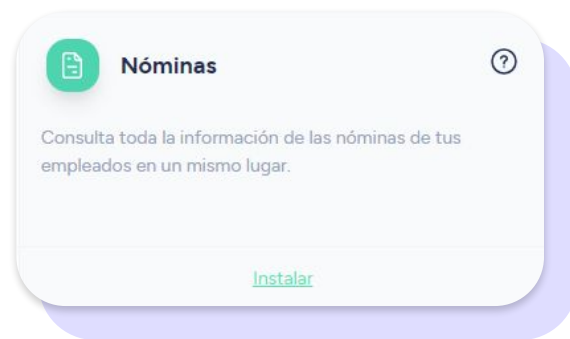 Nóminas
Consulta toda la información de las nóminas de tus
empleados en un mismo lugar.
Instalar